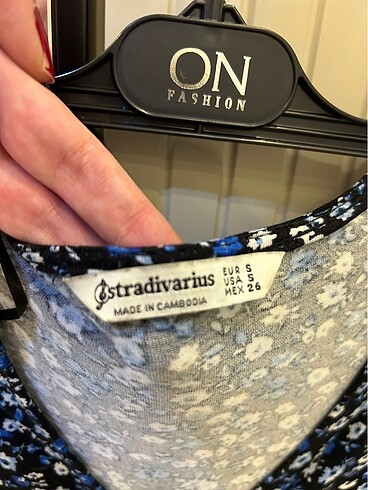 ON
FASHION
stradivarius
MADE IN CAMBODIA
EUR S
USA S
MEX 26